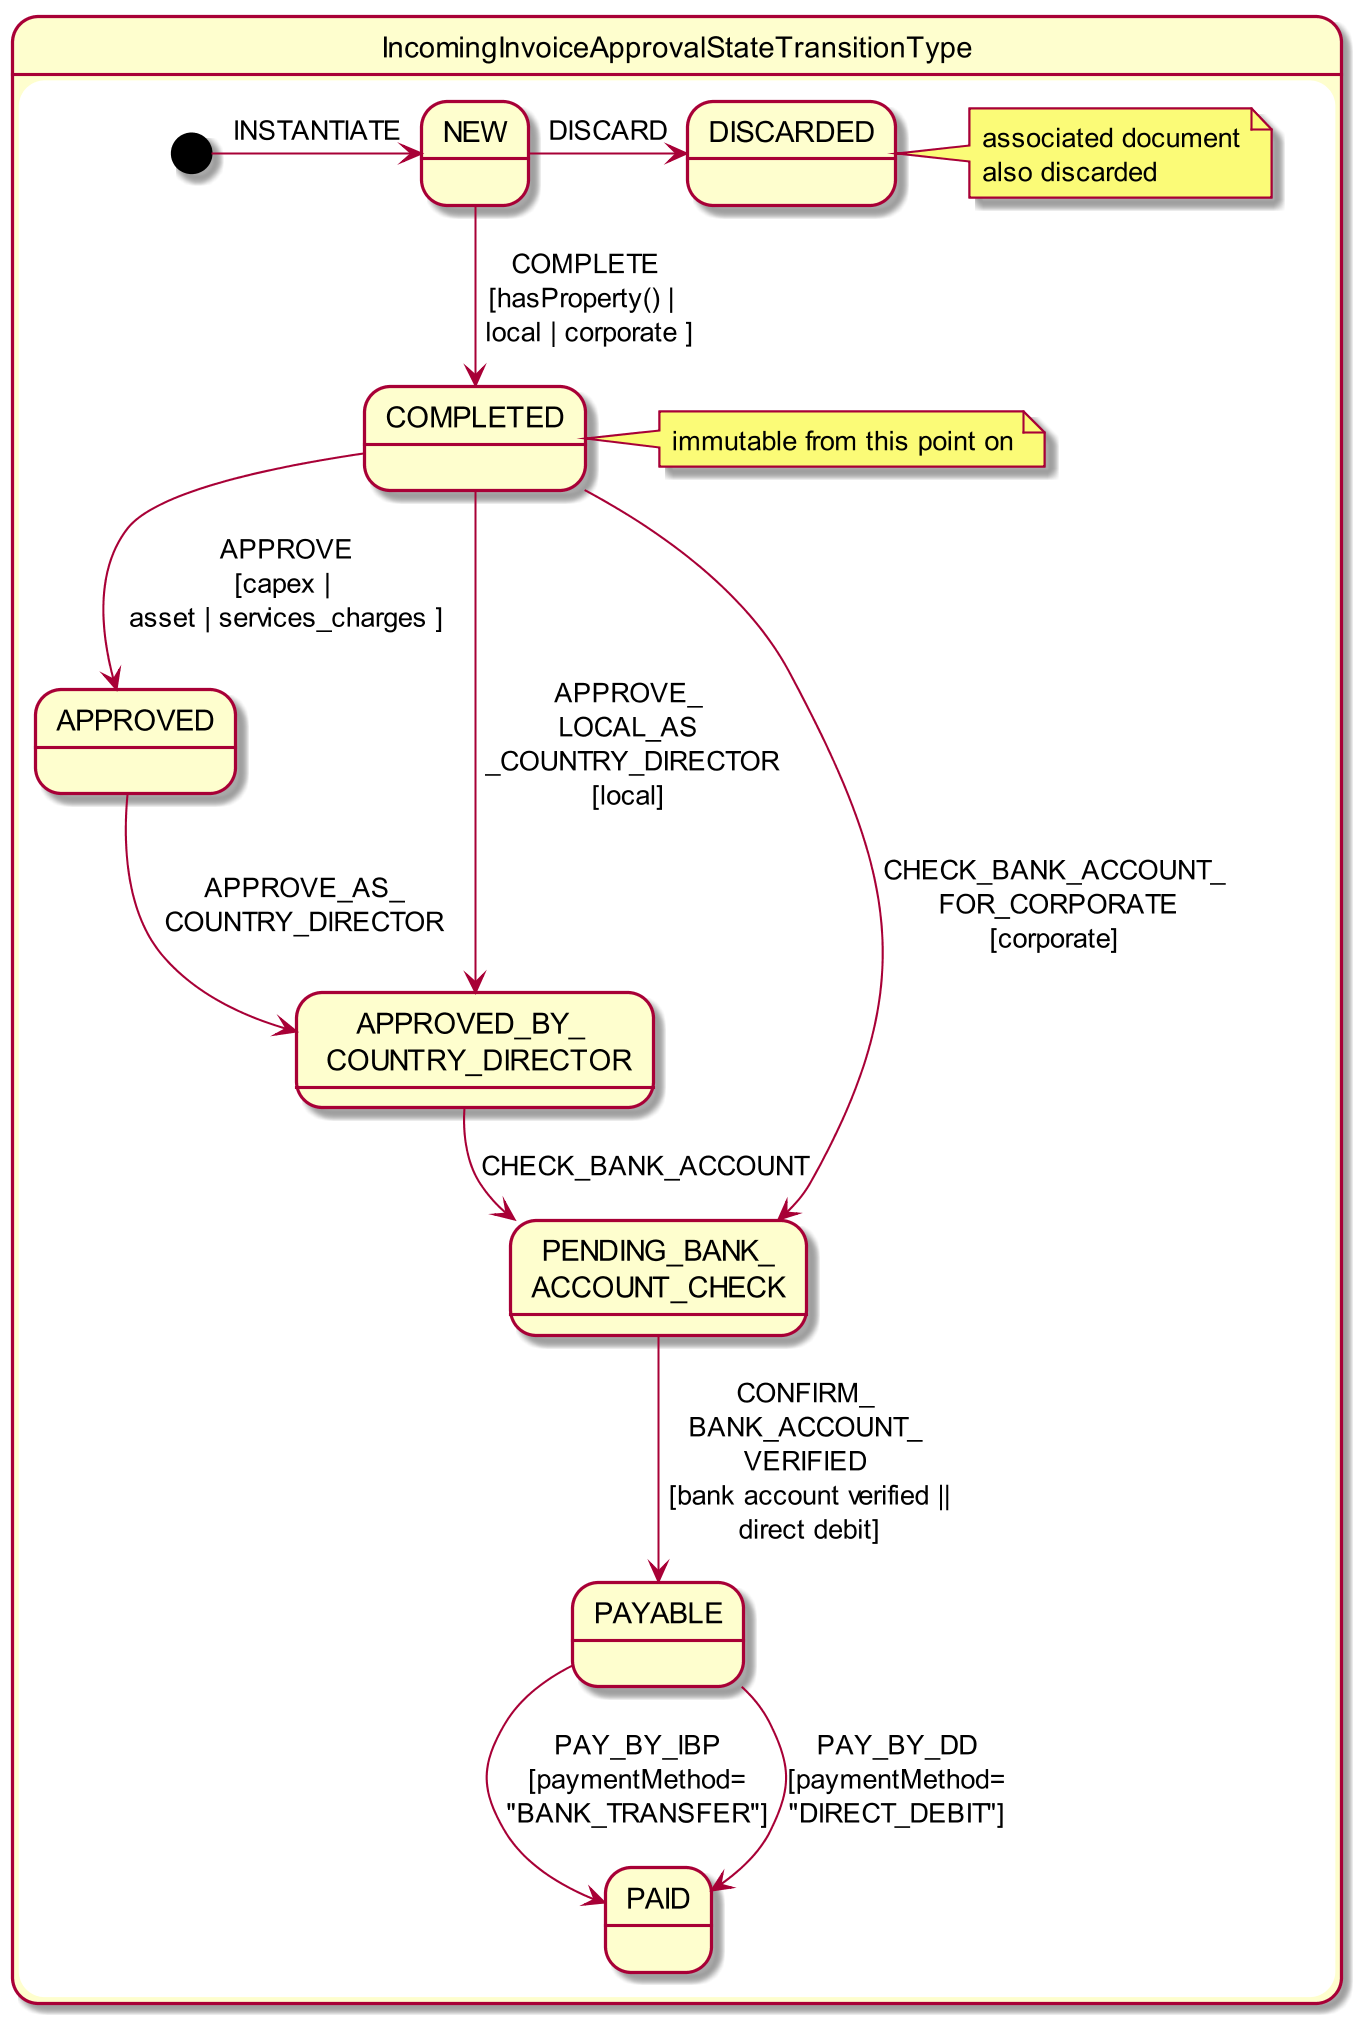 IncomingInvoiceApprovalStateTransitionType
INSTANTIATE
NEW
DISCARD
DISCARDED
associated document
also discarded
COMPLETE
[hasProperty() |
local | corporate ]
COMPLETED
immutable from this point on
APPROVE
[capex |
asset | services_charges ]
APPROVED
APPROVE_
LOCAL_AS
_COUNTRY_DIRECTOR
[local]
CHECK_BANK_ACCOUNT_
FOR_CORPORATE
[corporate]
APPROVE_AS_
COUNTRY_DIRECTOR
APPROVED_BY_
COUNTRY_DIRECTOR
CHECK_BANK_ACCOUNT
PENDING_BANK_
ACCOUNT_CHECK
CONFIRM_
BANK_ACCOUNT_
VERIFIED
[bank account verified ||
direct debit]
PAYABLE
PAY_BY_IBP
[paymentMethod=
"BANK_TRANSFER"]
PAY_BY_DD
[paymentMethod=
"DIRECT_DEBIT"]
PAID